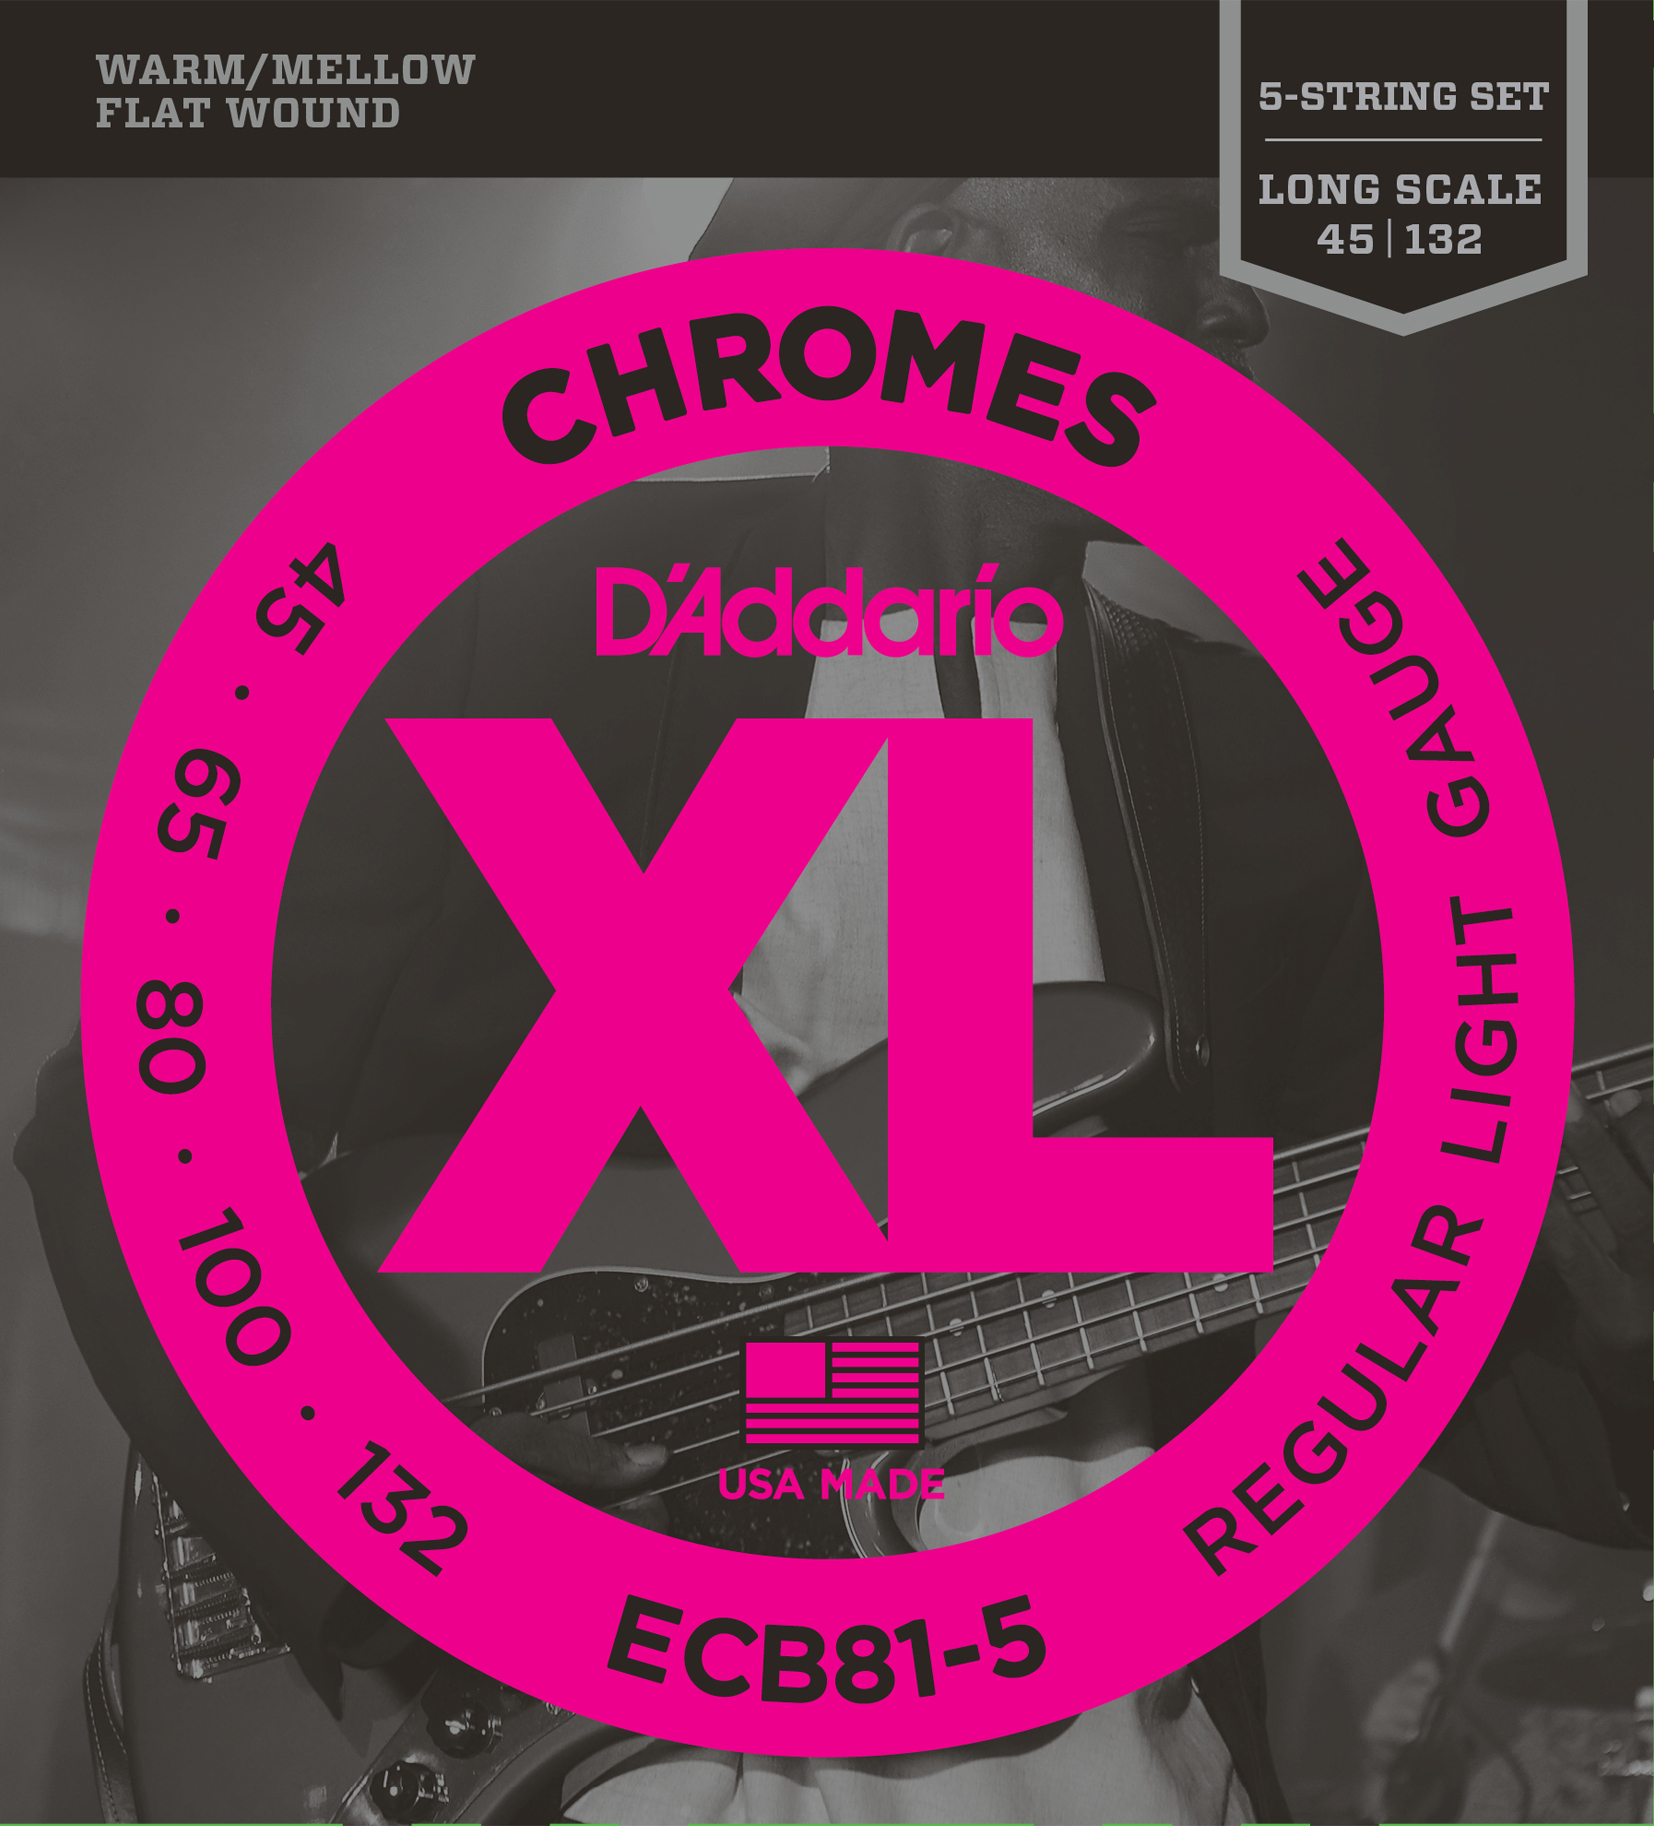 WARM/MELLOW
FLAT WOUND
5-STRING SET
LONG SCALE
45|132
CHROMES
45 · 65 · 80 · 100 · 132
REGULAR LIGHT GAUGE
D'Addario
XL
USA MADE
ECB81-5